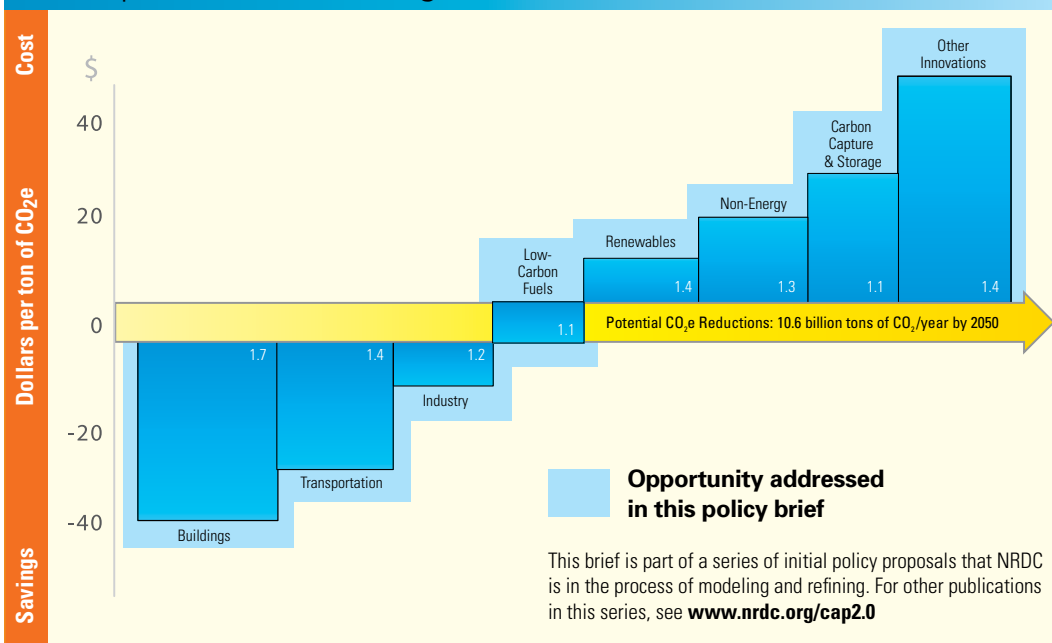 Cost
Dollars per ton of CO2e
Savings
$
40
20
0
-20
-40
Buildings
1.7
Transportation
1.4
Industry
1.2
Low-
Carbon
Fuels
1.1
Renewables
1.4
Non-Energy
1.3
Carbon
Capture
& Storage
1.1
Other
Innovations
1.4
Potential CO2e Reductions: 10.6 billion tons of CO2/year by 2050
Opportunity addressed
in this policy brief
This brief is part of a series of initial policy proposals that NRDC
is in the process of modeling and refining. For other publications
in this series, see www.nrdc.org/cap2.0